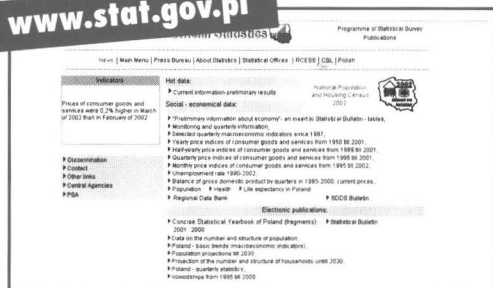 www.stat.gov.pl
Official Statistics
Programme of Statistical Survey
Publications
News | Main Menu | Press Bureau | About Statistics | Statistical Offices | RCESS | CSL | Polish
Indicators
Prices of consumer goods and
services were 0,2% higher in March
of 2002 than in February of 2002
Dissemination
Contact
Other links
Central Agencies
PSA
Hot data:
Current information-preliminary results
National Population
and Housing Census
2002
2002
Social - economical data:
"Preliminary information about economy"- an insert to Statistical Bulletin - tables,
Monitoring and quarterly information,
Selected quarterly macroeconomic indicators since 1997,
Yearly price indices of consumer goods and services from 1950 till 2001,
Half-yearly price indices of consumer goods and services from 1989 till 2001,
Quarterly price indices of consumer goods and services from 1995 till 2001,
Monthly price indices of consumer goods and services from 1995 till 2002,
Unemployment rate 1990-2002,
Balance of gross domestic product by quarters in 1995-2000, current prices,
Population Health Life expectancy in Poland
Regional Data Bank SDDS Bulletin
Electronic publications:
Concise Statistical Yearbook of Poland (fragments): Statistical Bulletin
2001 2000
Data on the number and structure of population,
Poland - basic trends (macroeconomic indicators),
Population projections till 2030,
Projection of the number and structure of households until 2030,
Poland - quarterly statistics,
Voivodships from 1995 till 2000